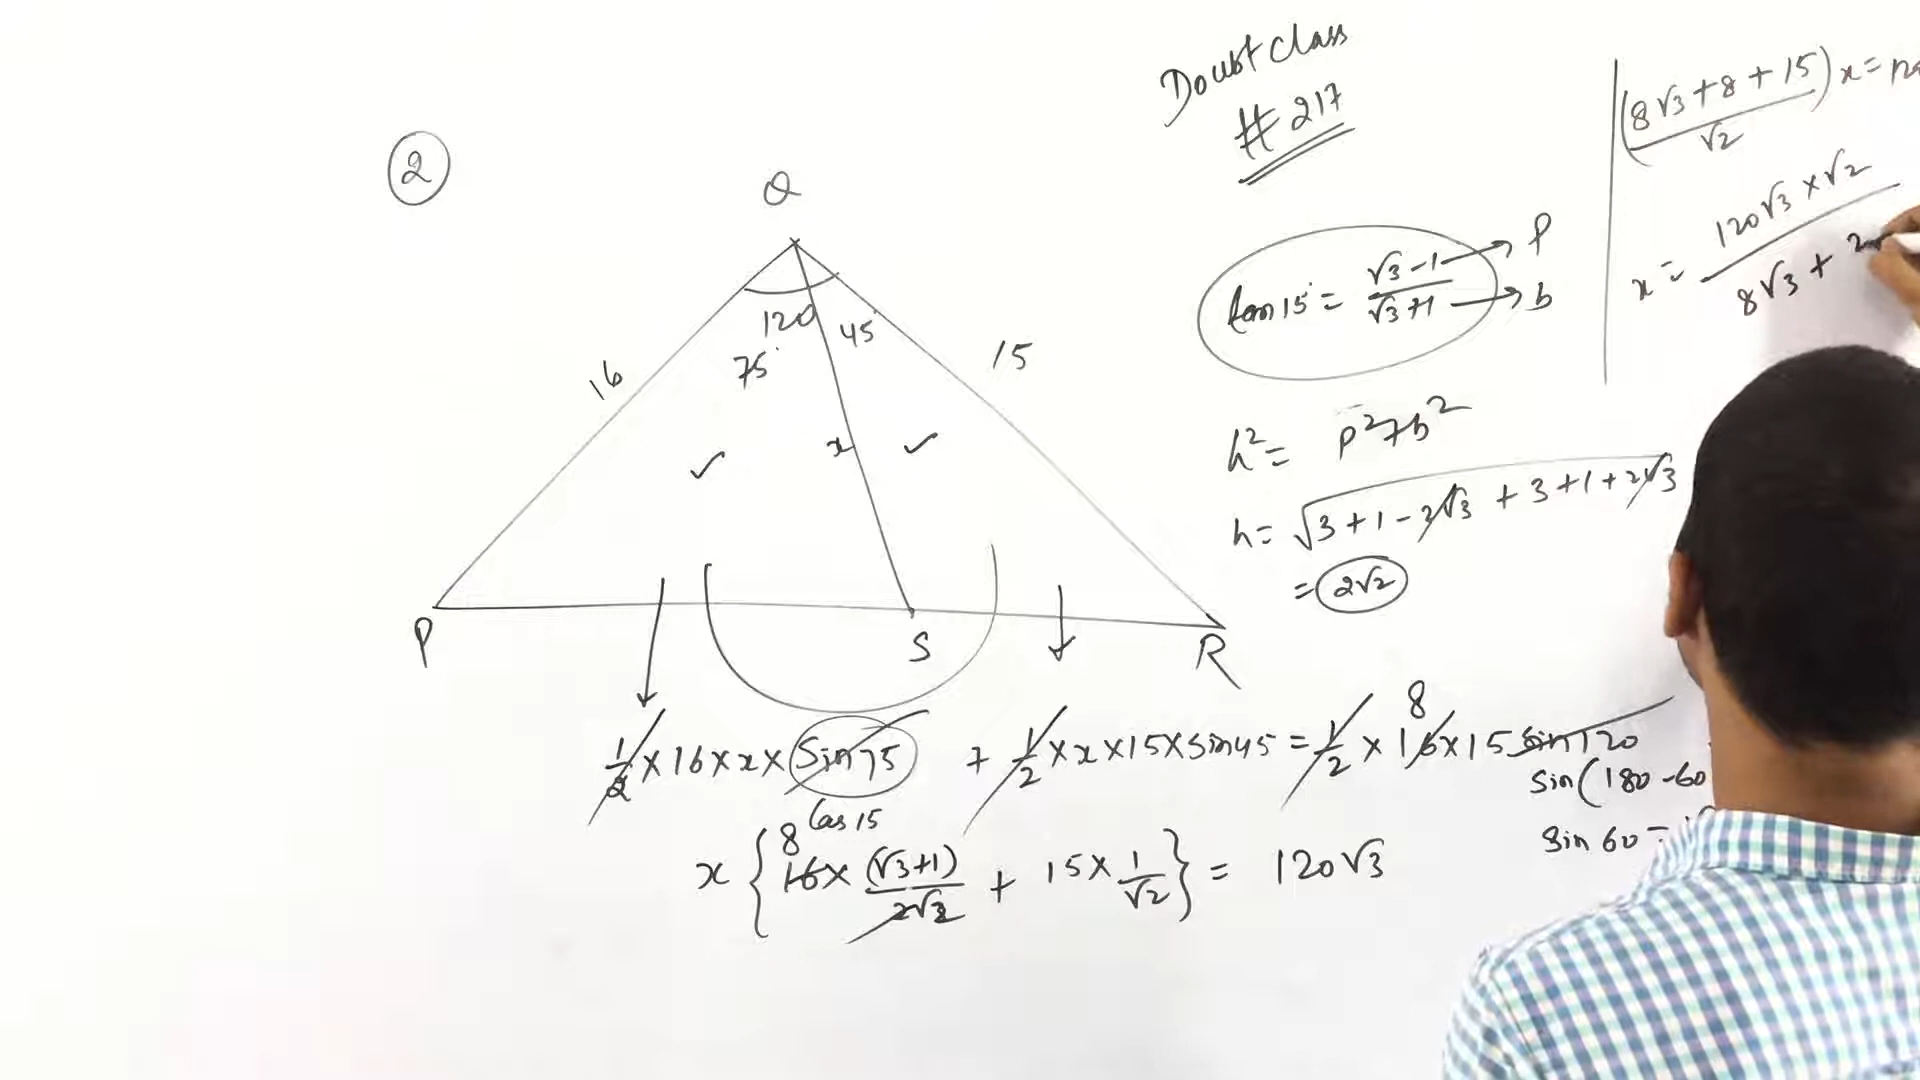 Doubt Class
# 217
2
Q
120
75°
45°
16
15
x
P
S
R
tan 15° = √3 - 1 / √3 + 1
p
b
h² = p² + b²
h = √3 + 1 - 2√3 + 3 + 1 + 2√3
= 2√2
1/2 × 16 × x × Sin 75 + 1/2 × x × 15 × sin 45 = 1/2 × 16 × 15 sin 120
8
Cos 15
sin (180 - 60
sin 60 =
8
x { 16 × (√3 + 1) / 2√2 + 15 × 1/√2 } = 120√3
(8√3 + 8 + 15 / √2) x = 12
x = 120√3 × √2 / 8√3 + 2